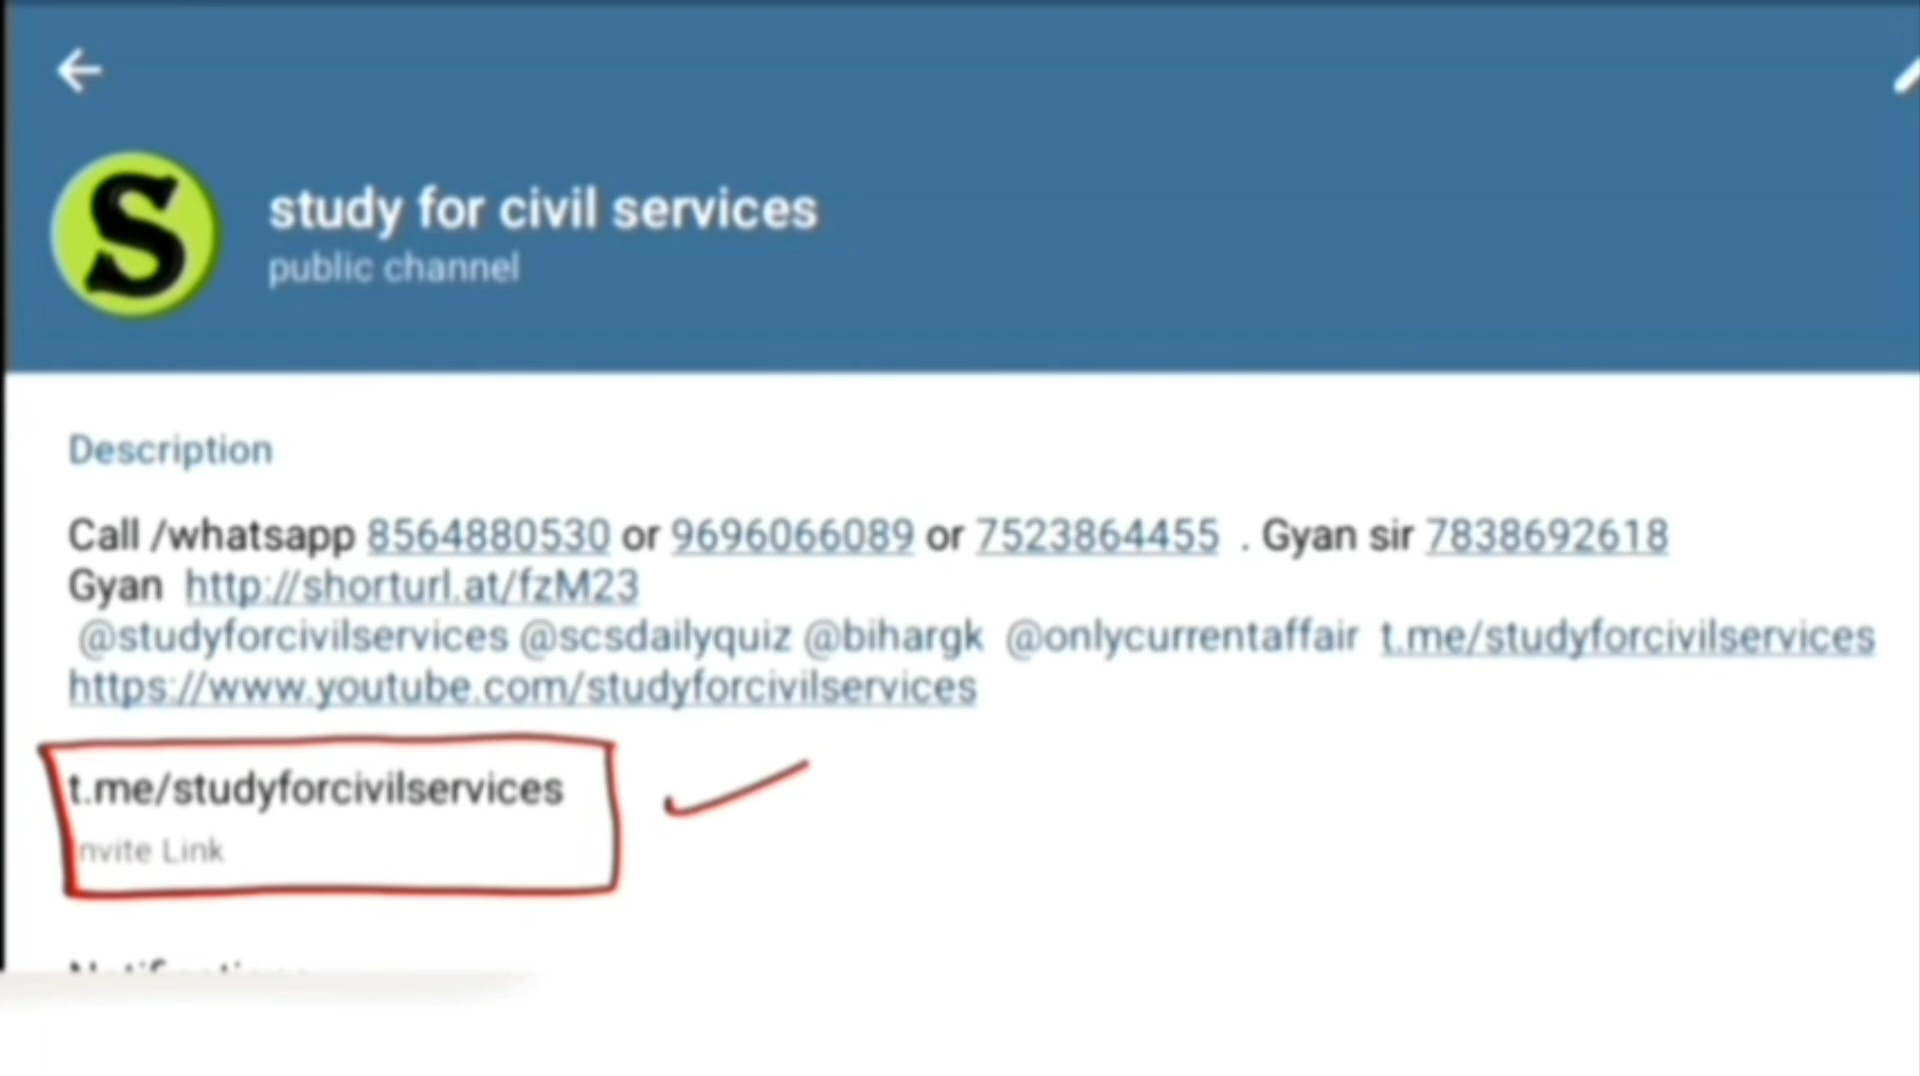 S
study for civil services
public channel
Description
Call /whatsapp 8564880530 or 9696066089 or 7523864455 . Gyan sir 7838692618
Gyan http://shorturl.at/fzM23
@studyforcivilservices @scsdailyquiz @bihargk @onlycurrentaffair t.me/studyforcivilservices
https://www.youtube.com/studyforcivilservices
t.me/studyforcivilservices
nvite Link